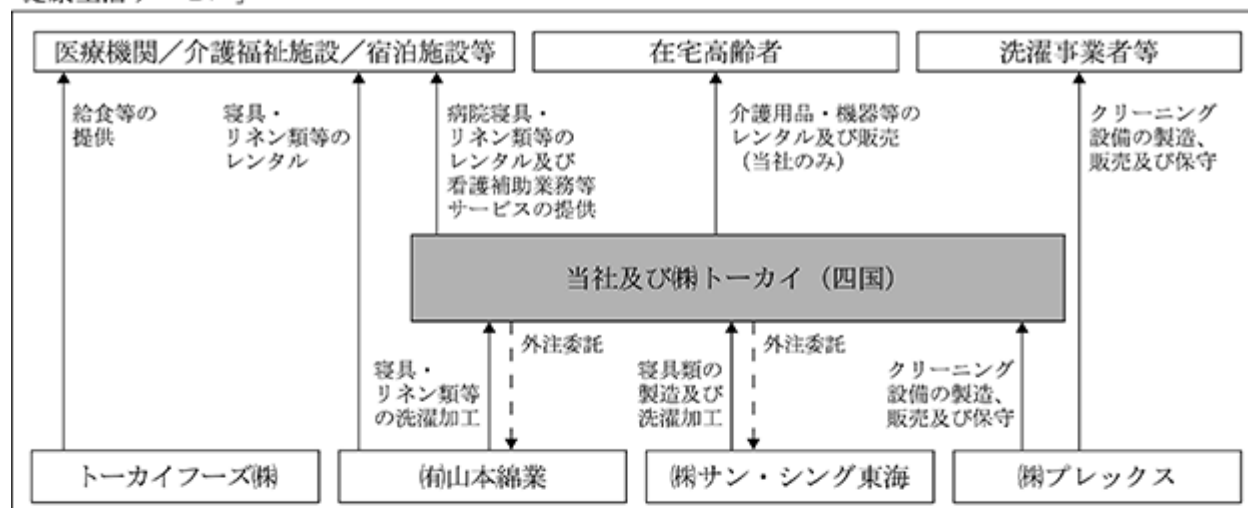 医療機関／介護福祉施設／宿泊施設等
在宅高齢者
洗濯事業者等
給食等の
提供
寝具・
リネン類等の
レンタル
病院寝具・
リネン類等の
レンタル及び
看護補助業務等
サービスの提供
介護用品・機器等の
レンタル及び販売
（当社のみ）
クリーニング
設備の製造、
販売及び保守
当社及び㈱トーカイ（四国）
寝具・
リネン類等
の洗濯加工
外注委託
寝具類の
製造及び
洗濯加工
外注委託
クリーニング
設備の製造、
販売及び保守
トーカイフーズ㈱
㈲山本綿業
㈱サン・シング東海
㈱プレックス